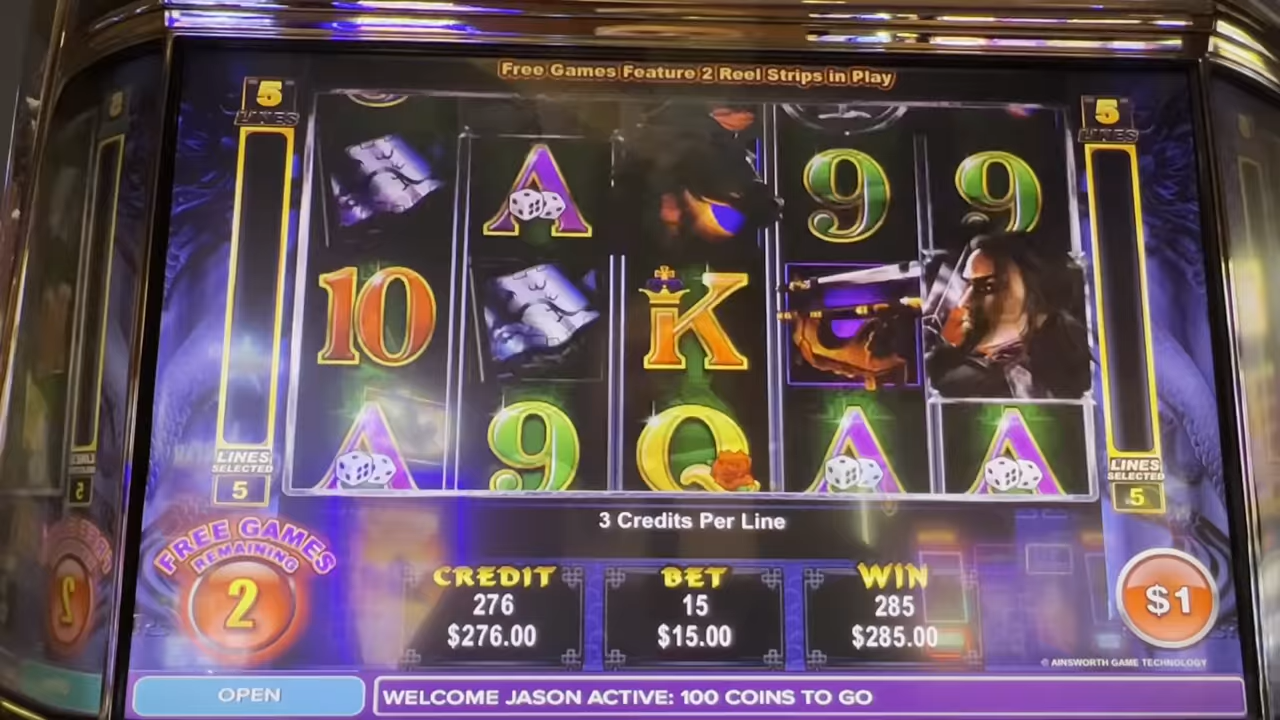 Free Games Feature 2 Reel Strips in Play
5
LINES
5
LINES
A
9
9
10
K
A
9
Q
A
A
LINES
SELECTED
5
LINES
SELECTED
5
3 Credits Per Line
FREE GAMES
REMAINING
2
CREDIT
276
$276.00
BET
15
$15.00
WIN
285
$285.00
$1
© AINSWORTH GAME TECHNOLOGY
OPEN
WELCOME JASON ACTIVE: 100 COINS TO GO